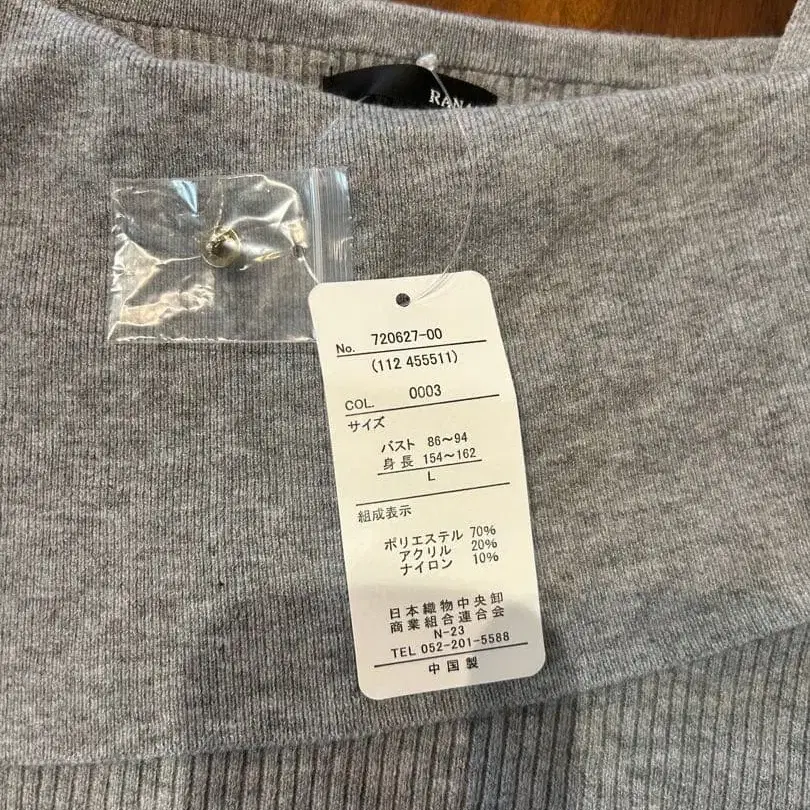 No. 720627-00
(112 455511)
COL. 0003
サイズ
バスト 86～94
身長 154～162
L
組成表示
ポリエステル 70%
アクリル 20%
ナイロン 10%
日本織物中央卸
商業組合連合会
N-23
TEL 052-201-5588
中国製